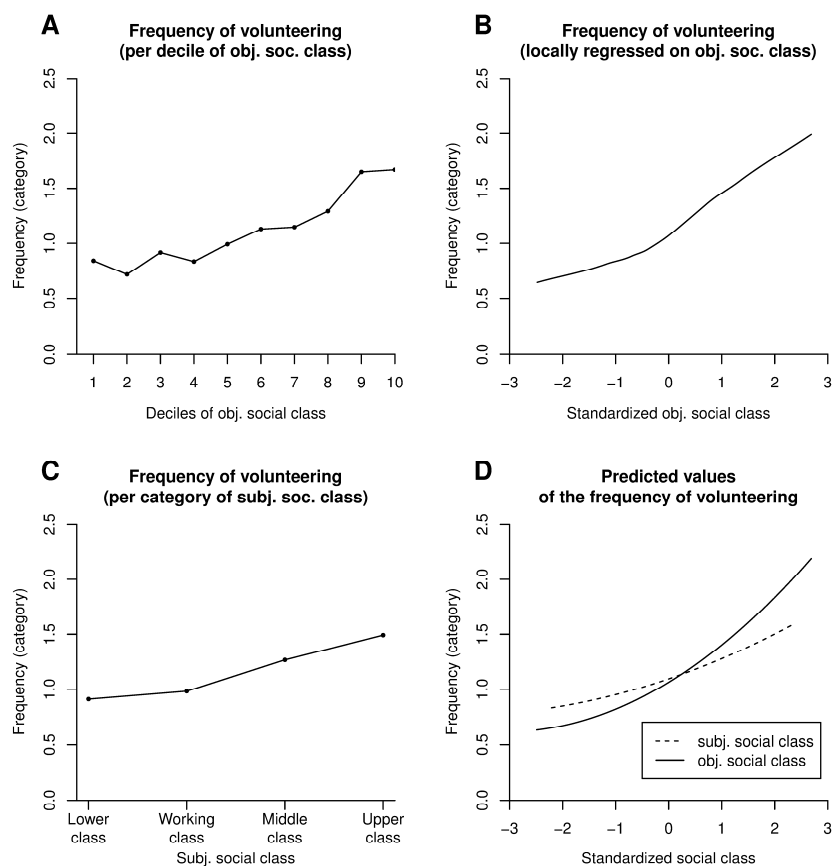 A
Frequency of volunteering
(per decile of obj. soc. class)
Frequency (category)
2.5
2.0
1.5
1.0
0.5
0.0
1 2 3 4 5 6 7 8 9 10
Deciles of obj. social class
B
Frequency of volunteering
(locally regressed on obj. soc. class)
Frequency (category)
2.5
2.0
1.5
1.0
0.5
0.0
−3 −2 −1 0 1 2 3
Standardized obj. social class
C
Frequency of volunteering
(per category of subj. soc. class)
Frequency (category)
2.5
2.0
1.5
1.0
0.5
0.0
Lower Working Middle Upper
class class class class
Subj. social class
D
Predicted values
of the frequency of volunteering
Frequency (category)
2.5
2.0
1.5
1.0
0.5
0.0
subj. social class
obj. social class
−3 −2 −1 0 1 2 3
Standardized social class